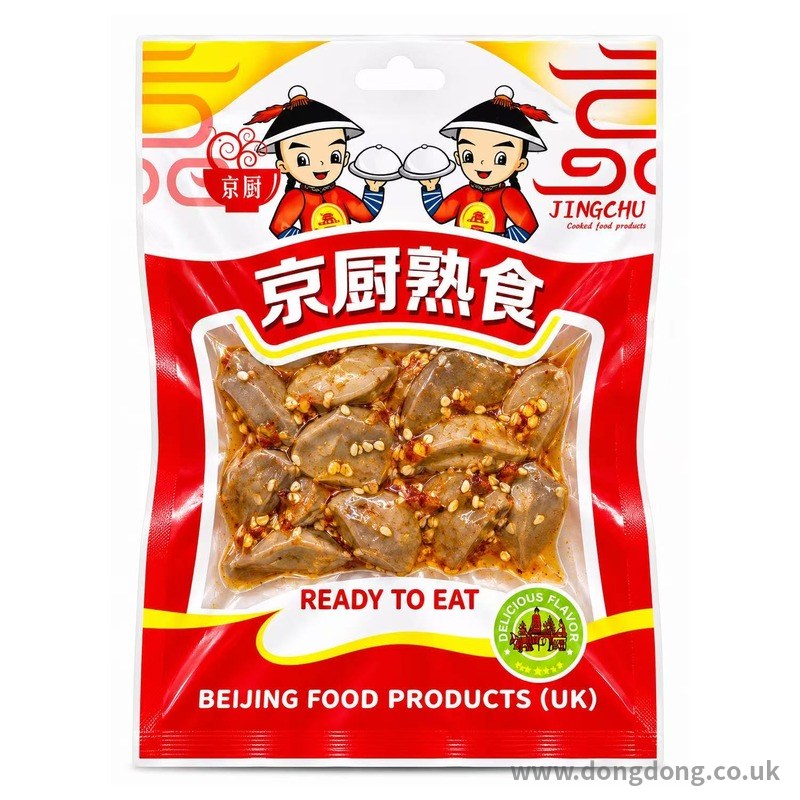 京厨
JINGCHU
Cooked food products
京厨熟食
READY TO EAT
DELICIOUS FLAVOR
BEIJING FOOD PRODUCTS (UK)
www.dongdong.co.uk